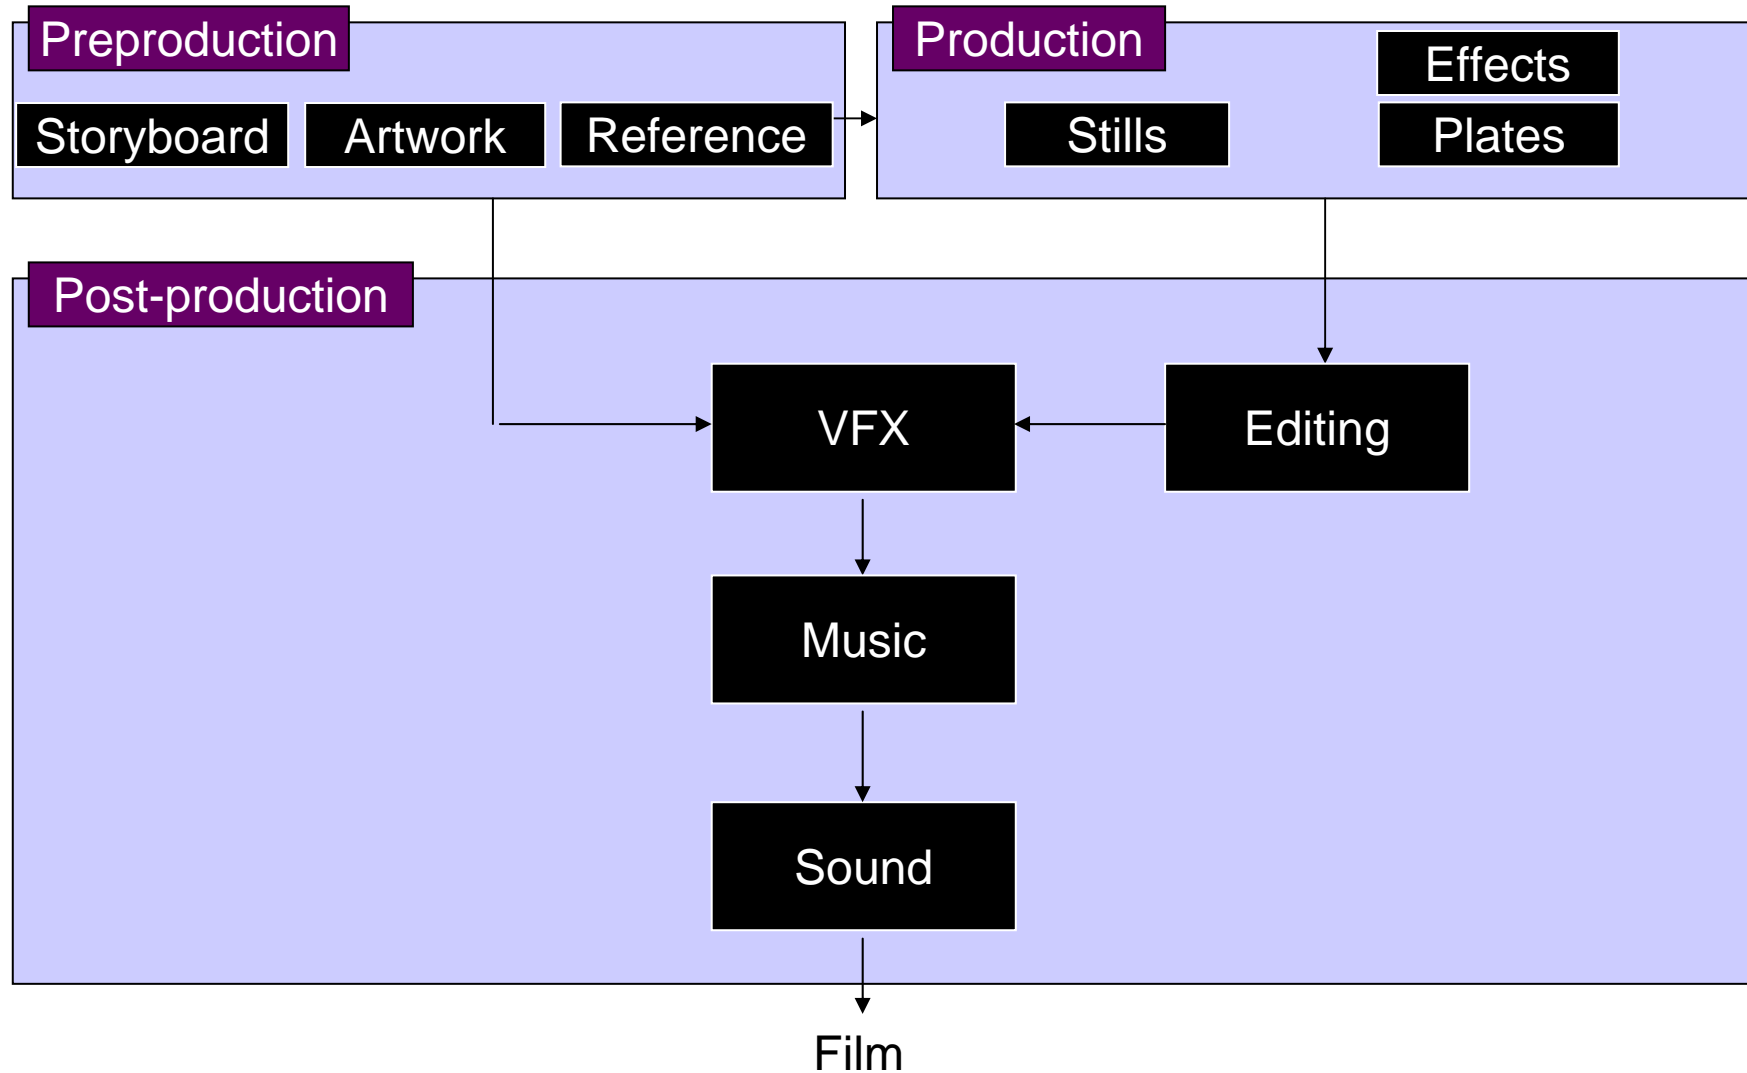 Preproduction
Storyboard
Artwork
Reference
Production
Effects
Stills
Plates
Post-production
VFX
Editing
Music
Sound
Film